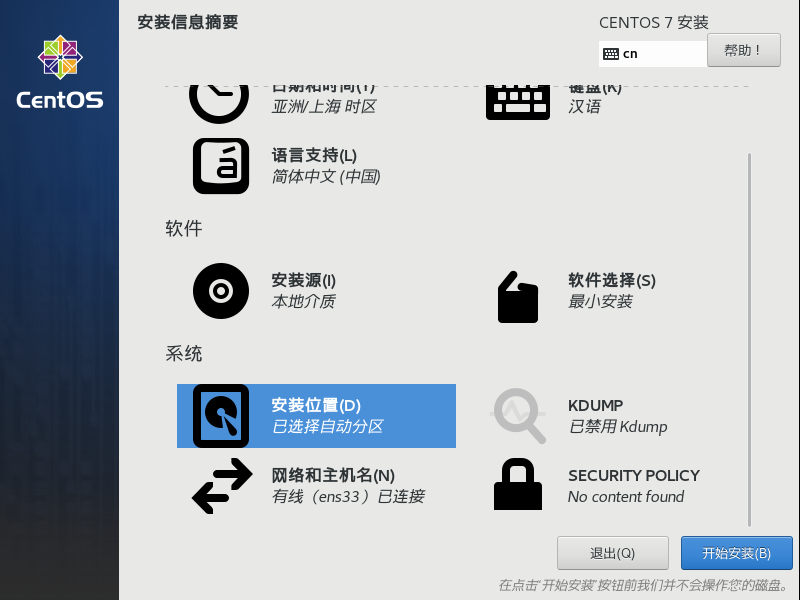 安装信息摘要
CENTOS 7 安装
cn
帮助！
CentOS
日期和时间(T)
亚洲/上海 时区
键盘(K)
汉语
语言支持(L)
简体中文 (中国)
软件
安装源(I)
本地介质
软件选择(S)
最小安装
系统
安装位置(D)
已选择自动分区
KDUMP
已禁用 Kdump
网络和主机名(N)
有线（ens33）已连接
SECURITY POLICY
No content found
退出(Q)
开始安装(B)
在点击'开始安装'按钮前我们并不会操作您的磁盘。